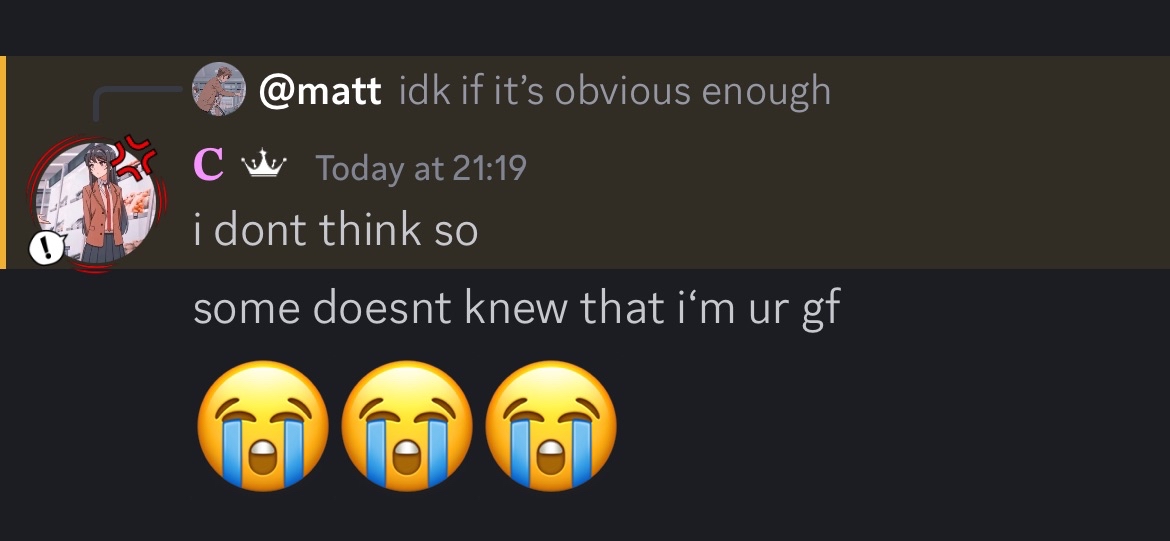 @matt idk if it’s obvious enough
C Today at 21:19
i dont think so
some doesnt knew that i‘m ur gf
😭😭😭